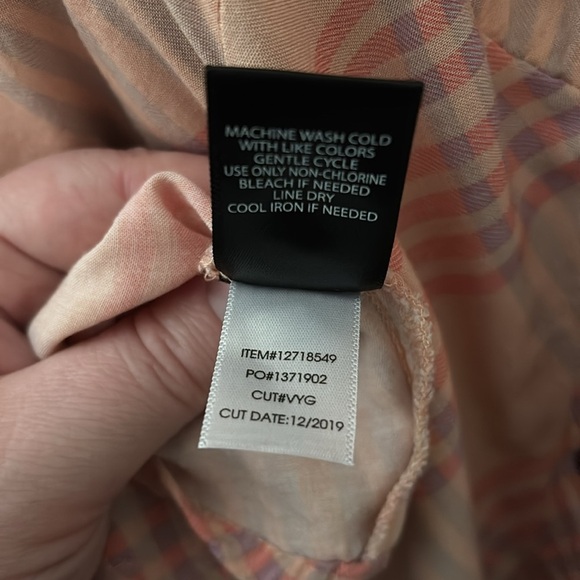 MACHINE WASH COLD
WITH LIKE COLORS
GENTLE CYCLE
USE ONLY NON-CHLORINE
BLEACH IF NEEDED
LINE DRY
COOL IRON IF NEEDED
ITEM#12718549
PO#1371902
CUT#VYG
CUT DATE:12/2019